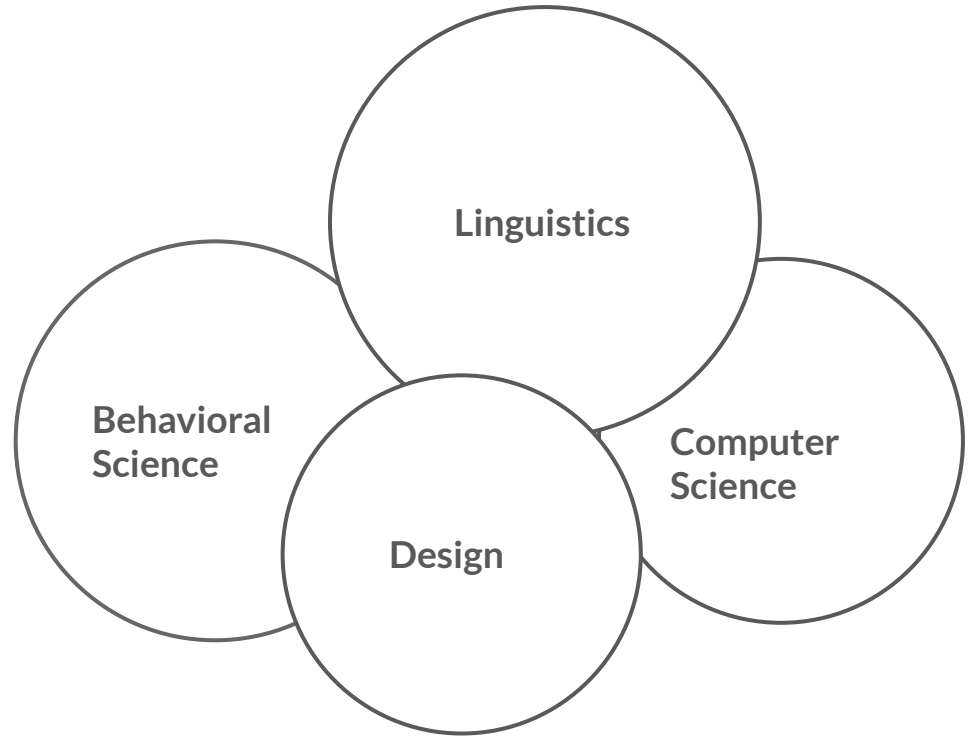 Linguistics
Behavioral
Science
Computer
Science
Design